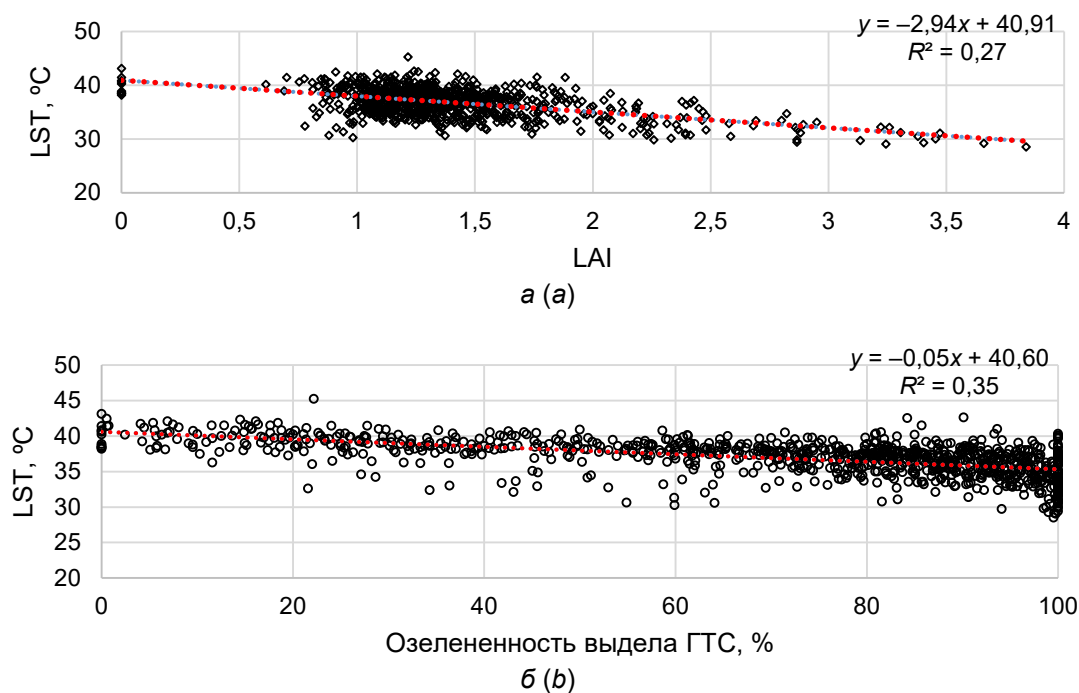 y = –2,94x + 40,91
R² = 0,27
50
40
30
20
LST, ºC
0 0,5 1 1,5 2 2,5 3 3,5 4
LAI
а (a)
y = –0,05x + 40,60
R² = 0,35
50
45
40
35
30
25
20
LST, ºC
0 20 40 60 80 100
Озелененность выдела ГТС, %
б (b)